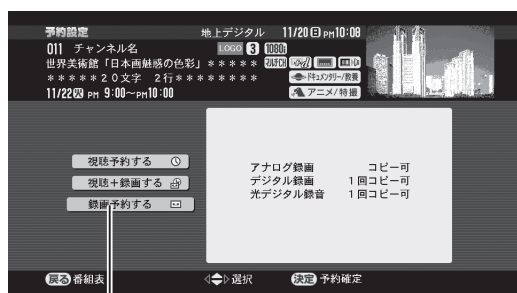 予約設定 地上デジタル 11/20日 PM10:08
011 チャンネル名 LOGO 3 1080i
世界美術館「日本画魅惑の色彩」*****
*****20文字 2行******** ドキュメンタリー/教養
11/22火 PM 9:00~PM10:00 アニメ/特撮
視聴予約する
視聴+録画する
録画予約する
アナログ録画 コピー可
デジタル録画 1回コピー可
光デジタル録音 1回コピー可
戻る 番組表 選択 決定 予約確定